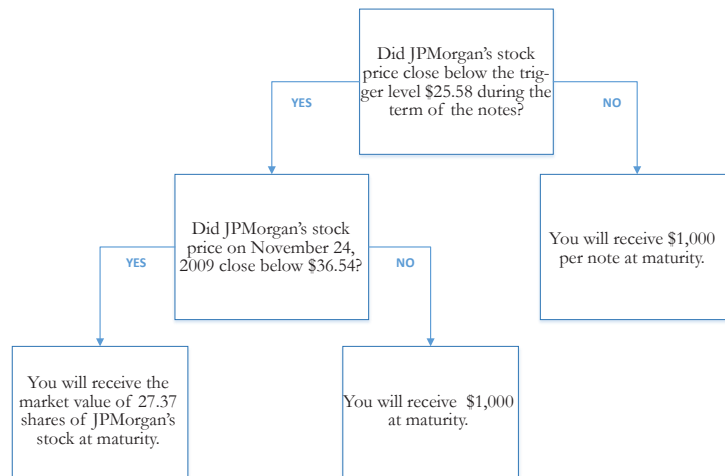 Did JPMorgan's stock
price close below the trig-
ger level $25.58 during the
term of the notes?
YES
NO
Did JPMorgan's stock
price on November 24,
2009 close below $36.54?
You will receive $1,000
per note at maturity.
YES
NO
You will receive the
market value of 27.37
shares of JPMorgan's
stock at maturity.
You will receive $1,000
at maturity.